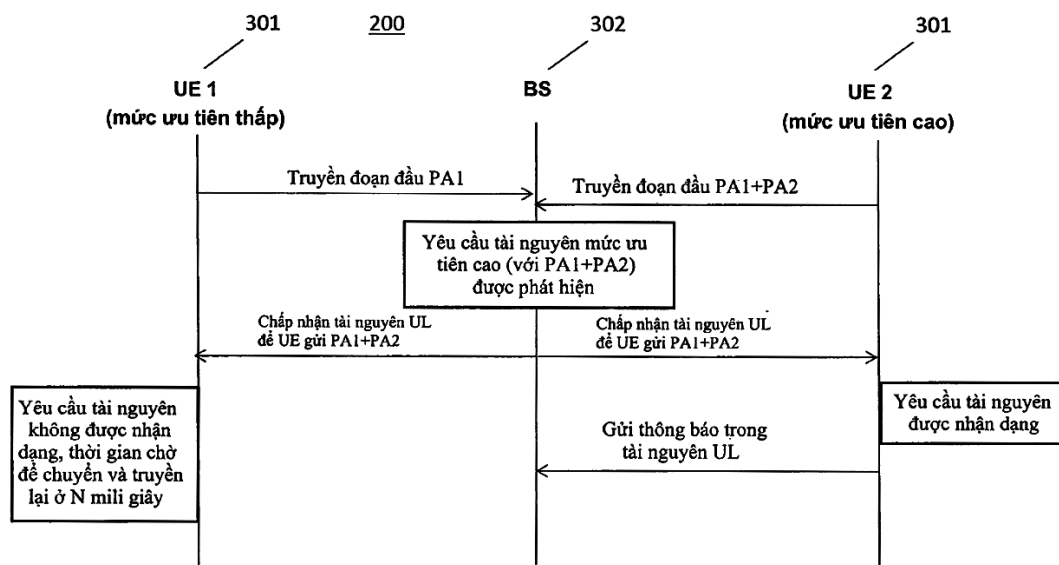 301
200
302
301
UE 1
(mức ưu tiên thấp)
BS
UE 2
(mức ưu tiên cao)
Truyền đoạn đầu PA1
Truyền đoạn đầu PA1+PA2
Yêu cầu tài nguyên mức ưu
tiên cao (với PA1+PA2)
được phát hiện
Chấp nhận tài nguyên UL
để UE gửi PA1+PA2
Chấp nhận tài nguyên UL
để UE gửi PA1+PA2
Yêu cầu tài nguyên
không được nhận
dạng, thời gian chờ
để chuyển và truyền
lại ở N mili giây
Yêu cầu tài nguyên
được nhận dạng
Gửi thông báo trong
tài nguyên UL